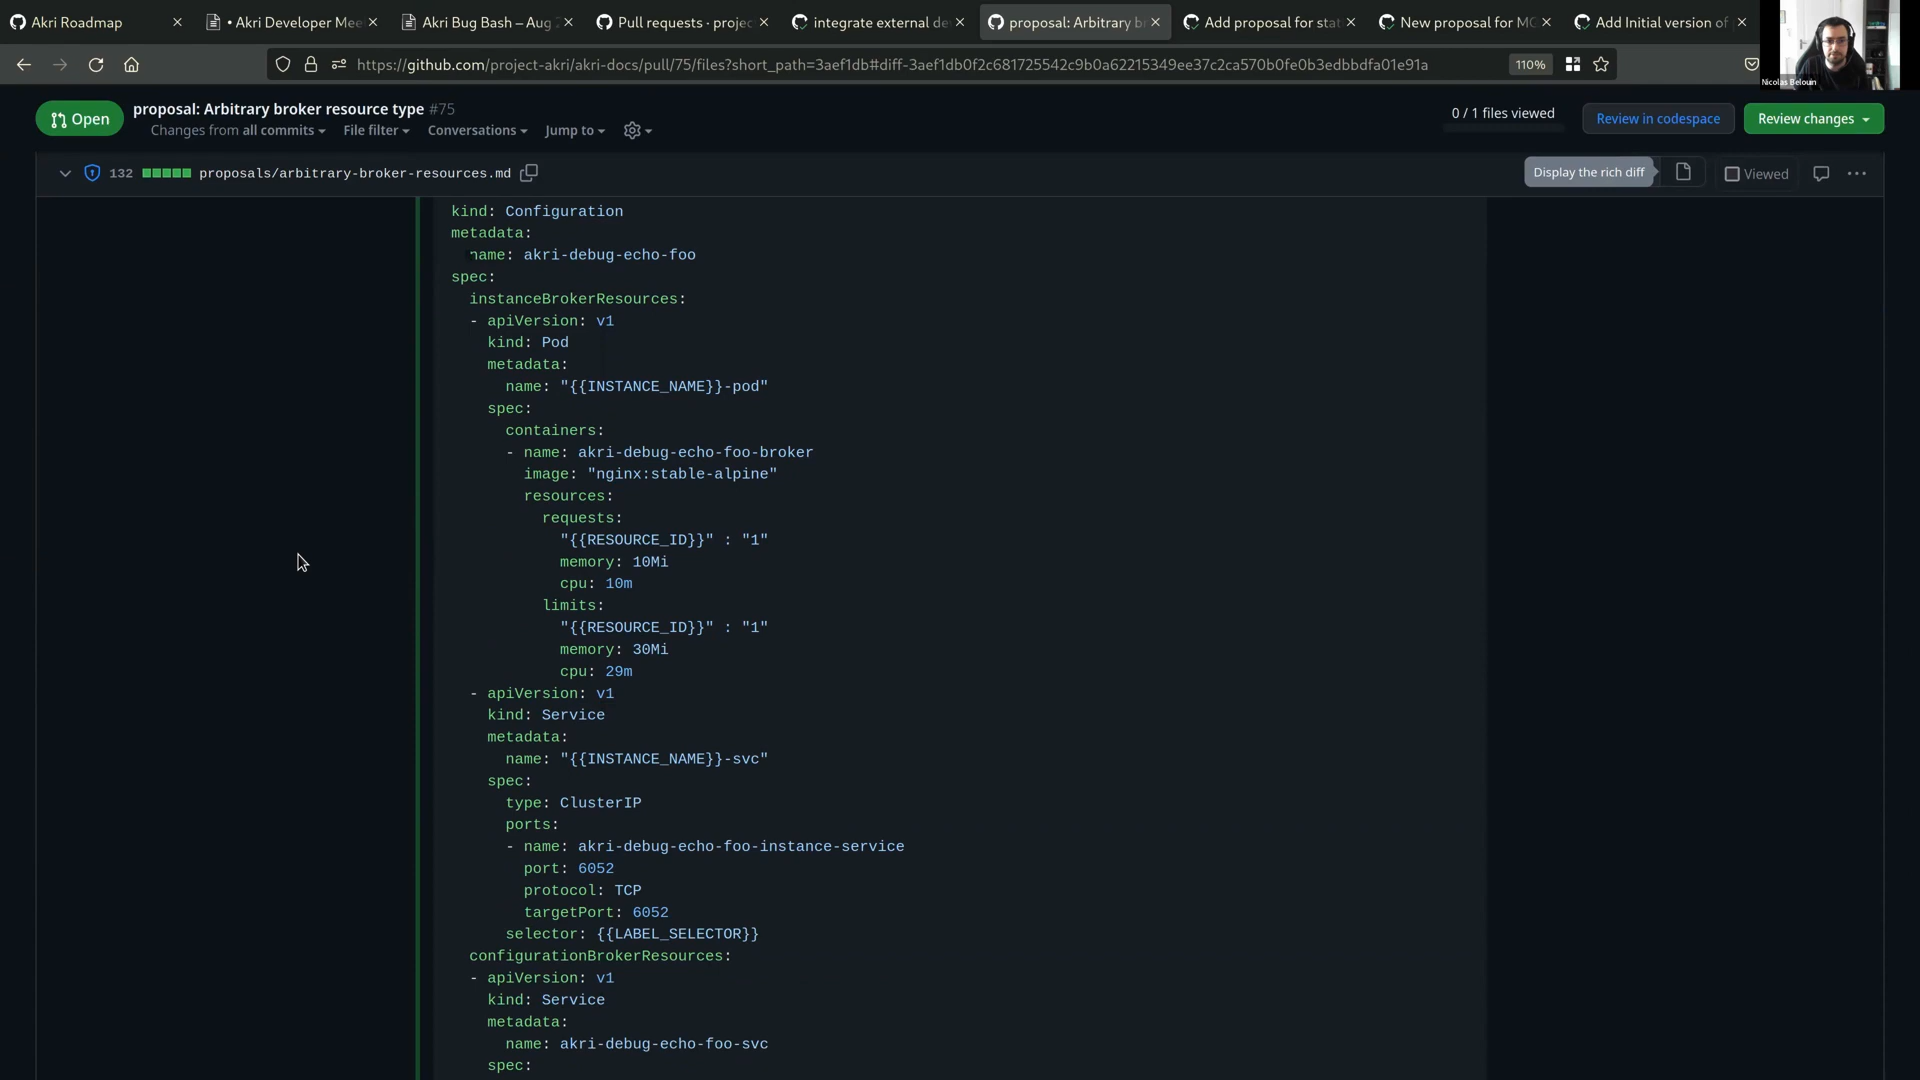 Akri Roadmap
• Akri Developer Mee
Akri Bug Bash – Aug
Pull requests · projec
integrate external de
proposal: Arbitrary b
Add proposal for stat
New proposal for MC
Add Initial version of
https://github.com/project-akri/akri-docs/pull/75/files?short_path=3aef1db#diff-3aef1db0f2c681725542c9b0a62215349ee37c2ca570b0fe0b3edbbdfa01e91a
110%
Nicolas Belouin
Open
proposal: Arbitrary broker resource type #75
Changes from all commits
File filter
Conversations
Jump to
0 / 1 files viewed
Review in codespace
Review changes
132
proposals/arbitrary-broker-resources.md
Display the rich diff
Viewed
kind: Configuration
metadata:
name: akri-debug-echo-foo
spec:
instanceBrokerResources:
- apiVersion: v1
kind: Pod
metadata:
name: "{{INSTANCE_NAME}}-pod"
spec:
containers:
- name: akri-debug-echo-foo-broker
image: "nginx:stable-alpine"
resources:
requests:
"{{RESOURCE_ID}}" : "1"
memory: 10Mi
cpu: 10m
limits:
"{{RESOURCE_ID}}" : "1"
memory: 30Mi
cpu: 29m
- apiVersion: v1
kind: Service
metadata:
name: "{{INSTANCE_NAME}}-svc"
spec:
type: ClusterIP
ports:
- name: akri-debug-echo-foo-instance-service
port: 6052
protocol: TCP
targetPort: 6052
selector: {{LABEL_SELECTOR}}
configurationBrokerResources:
- apiVersion: v1
kind: Service
metadata:
name: akri-debug-echo-foo-svc
spec: